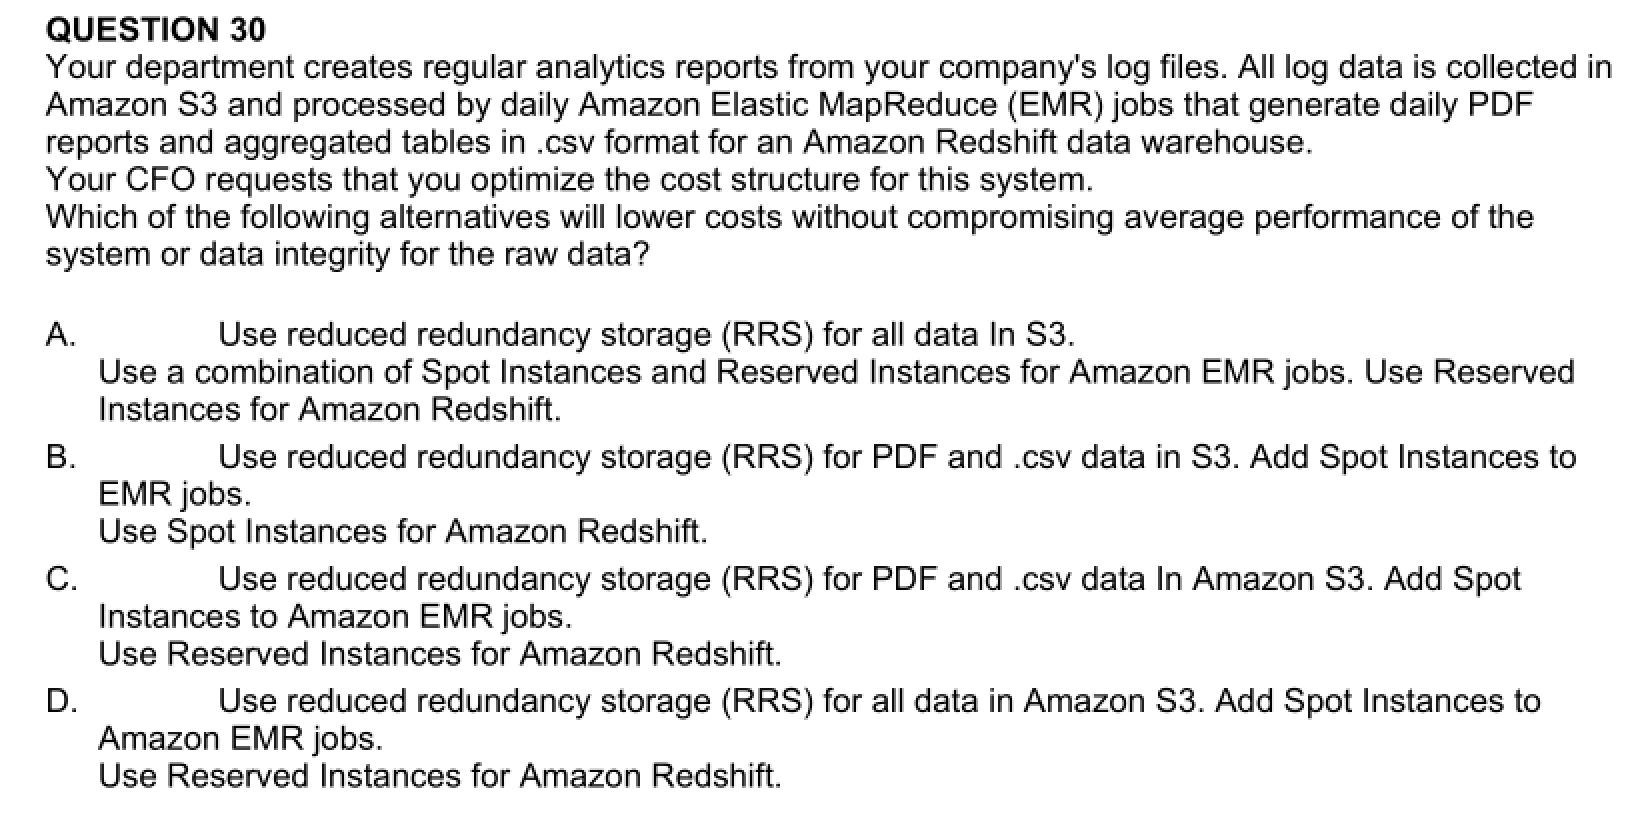 QUESTION 30
Your department creates regular analytics reports from your company's log files. All log data is collected in
Amazon S3 and processed by daily Amazon Elastic MapReduce (EMR) jobs that generate daily PDF
reports and aggregated tables in .csv format for an Amazon Redshift data warehouse.
Your CFO requests that you optimize the cost structure for this system.
Which of the following alternatives will lower costs without compromising average performance of the
system or data integrity for the raw data?
A. Use reduced redundancy storage (RRS) for all data In S3.
Use a combination of Spot Instances and Reserved Instances for Amazon EMR jobs. Use Reserved
Instances for Amazon Redshift.
B. Use reduced redundancy storage (RRS) for PDF and .csv data in S3. Add Spot Instances to
EMR jobs.
Use Spot Instances for Amazon Redshift.
C. Use reduced redundancy storage (RRS) for PDF and .csv data In Amazon S3. Add Spot
Instances to Amazon EMR jobs.
Use Reserved Instances for Amazon Redshift.
D. Use reduced redundancy storage (RRS) for all data in Amazon S3. Add Spot Instances to
Amazon EMR jobs.
Use Reserved Instances for Amazon Redshift.